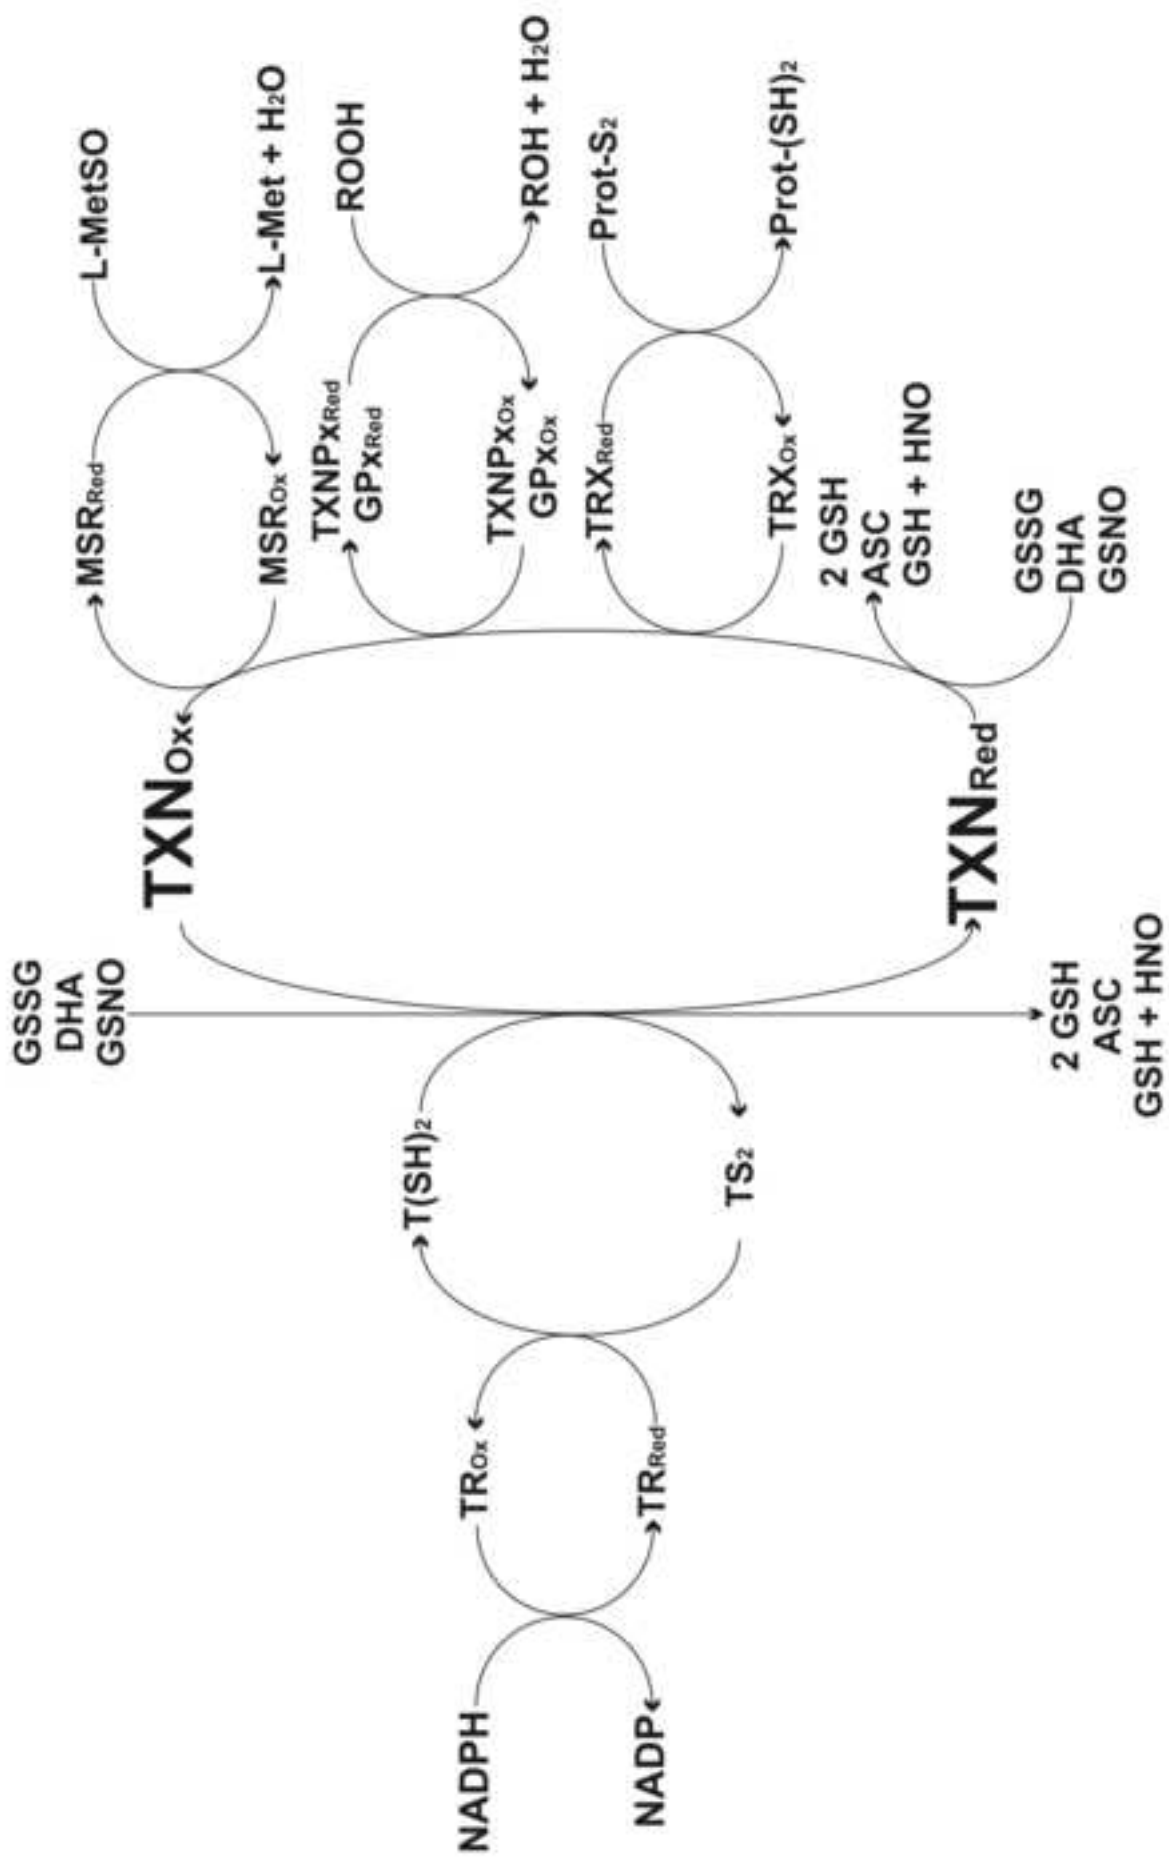 GSSG
DHA
GSNO
NADPH
NADP
TROx
TRRed
T(SH)2
TS2
TXNOx
TXNRed
2 GSH
ASC
GSH + HNO
MSRRed
MSROx
L-MetSO
L-Met + H2O
TXNPxRed
GPxRed
TXNPxOx
GPxOx
ROOH
ROH + H2O
TRXRed
TRXOx
Prot-S2
Prot-(SH)2
2 GSH
ASC
GSH + HNO
GSSG
DHA
GSNO